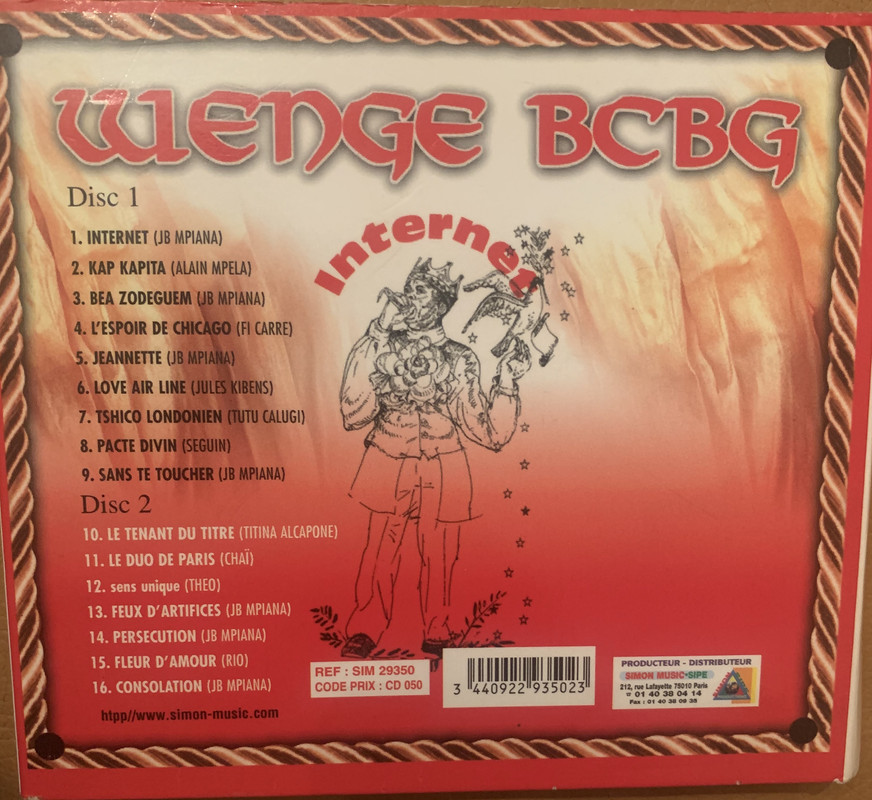 WENGE BCBG
Disc 1
1. INTERNET (JB MPIANA)
2. KAP KAPITA (ALAIN MPELA)
3. BEA ZODEGUEM (JB MPIANA)
4. L'ESPOIR DE CHICAGO (FI CARRE)
5. JEANNETTE (JB MPIANA)
6. LOVE AIR LINE (JULES KIBENS)
7. TSHICO LONDONIEN (TUTU CALUGI)
8. PACTE DIVIN (SEGUIN)
9. SANS TE TOUCHER (JB MPIANA)
Disc 2
10. LE TENANT DU TITRE (TITINA ALCAPONE)
11. LE DUO DE PARIS (CHAÏ)
12. sens unique (THEO)
13. FEUX D'ARTIFICES (JB MPIANA)
14. PERSECUTION (JB MPIANA)
15. FLEUR D'AMOUR (RIO)
16. CONSOLATION (JB MPIANA)
htpp//www.simon-music.com
Internet
REF : SIM 29350
CODE PRIX : CD 050
3 440922 935023
PRODUCTEUR - DISTRIBUTEUR
SIMON MUSIC•SIPE
212, rue Lafayette 75010 Paris
☎ 01 40 38 04 14
Fax : 01 40 38 08 38